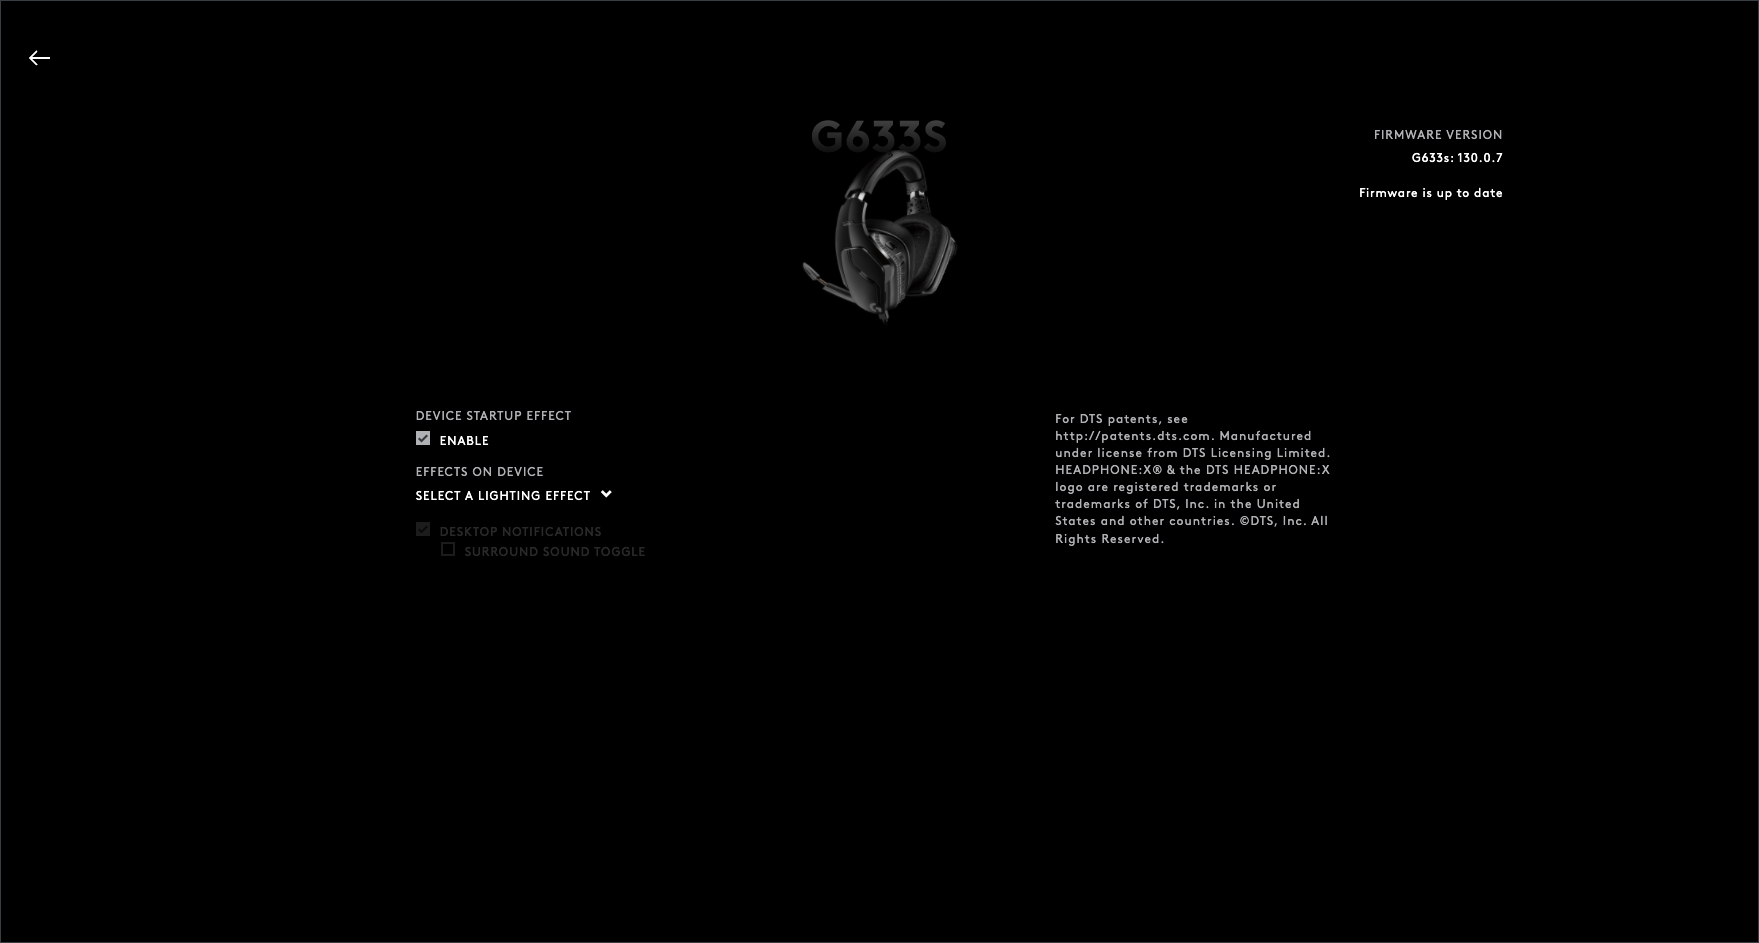 G633S
FIRMWARE VERSION
G633s: 130.0.7
Firmware is up to date
DEVICE STARTUP EFFECT
ENABLE
EFFECTS ON DEVICE
SELECT A LIGHTING EFFECT
DESKTOP NOTIFICATIONS
SURROUND SOUND TOGGLE
For DTS patents, see
http://patents.dts.com. Manufactured
under license from DTS Licensing Limited.
HEADPHONE:X® & the DTS HEADPHONE:X
logo are registered trademarks or
trademarks of DTS, Inc. in the United
States and other countries. ©DTS, Inc. All
Rights Reserved.